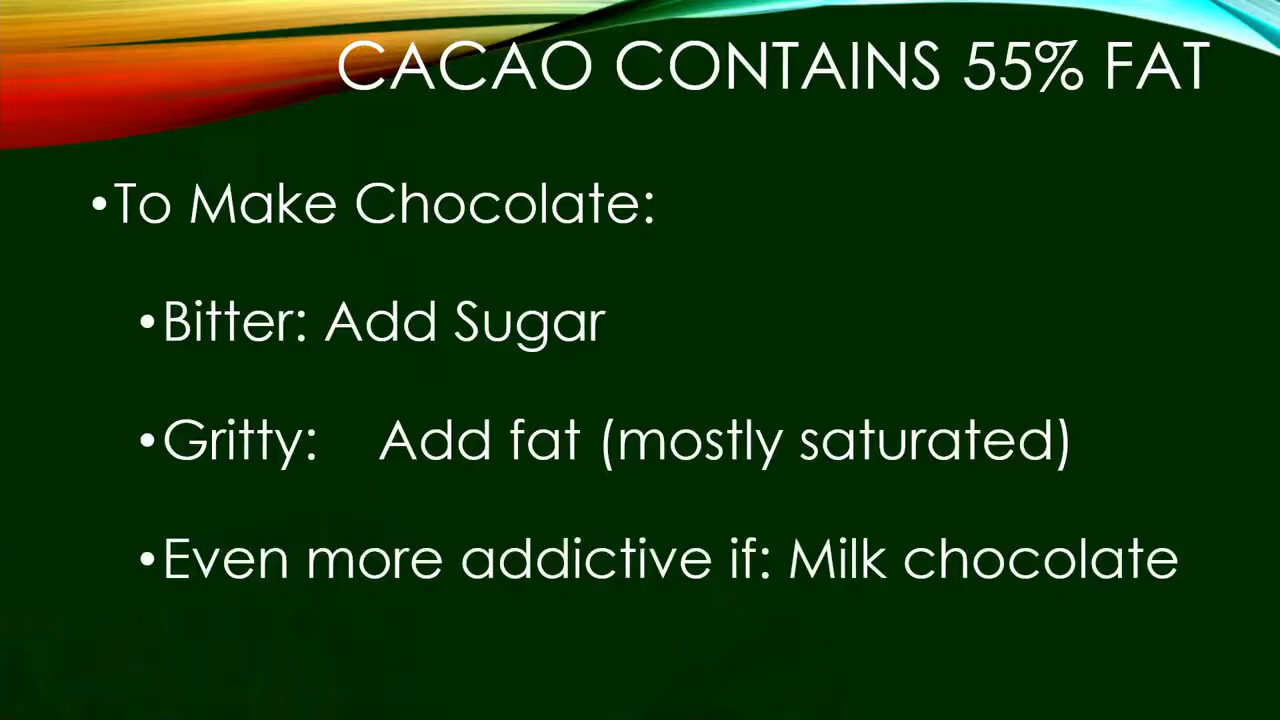 CACAO CONTAINS 55% FAT
•To Make Chocolate:
•Bitter: Add Sugar
•Gritty: Add fat (mostly saturated)
•Even more addictive if: Milk chocolate